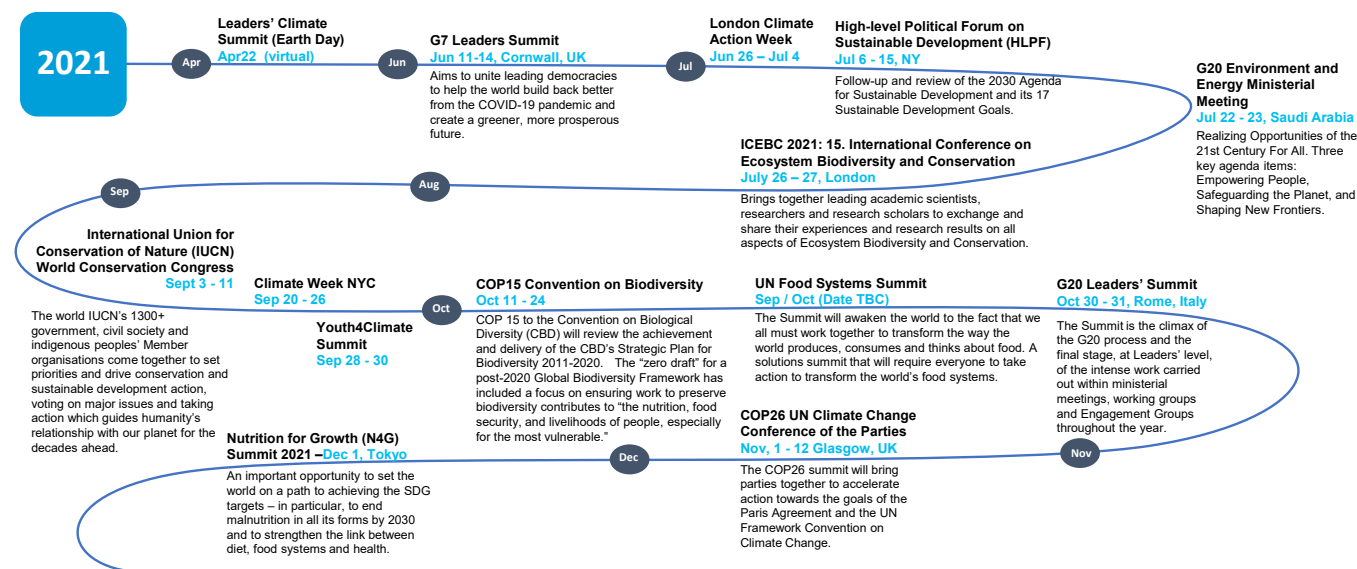 2021
Apr
Leaders’ Climate
Summit (Earth Day)
Apr22  (virtual)
Jun
G7 Leaders Summit
Jun 11-14, Cornwall, UK
Aims to unite leading democracies
to help the world build back better
from the COVID-19 pandemic and
create a greener, more prosperous
future.
Jul
London Climate
Action Week
Jun 26 – Jul 4
High-level Political Forum on
Sustainable Development (HLPF)
Jul 6 - 15, NY
Follow-up and review of the 2030 Agenda
for Sustainable Development and its 17
Sustainable Development Goals.
G20 Environment and
Energy Ministerial
Meeting
Jul 22 - 23, Saudi Arabia
Realizing Opportunities of the
21st Century For All. Three
key agenda items:
Empowering People,
Safeguarding the Planet, and
Shaping New Frontiers.
ICEBC 2021: 15. International Conference on
Ecosystem Biodiversity and Conservation
July 26 – 27, London
Brings together leading academic scientists,
researchers and research scholars to exchange and
share their experiences and research results on all
aspects of Ecosystem Biodiversity and Conservation.
Aug
Sep
International Union for
Conservation of Nature (IUCN)
World Conservation Congress
Sept 3 - 11
The world IUCN’s 1300+
government, civil society and
indigenous peoples’ Member
organisations come together to set
priorities and drive conservation and
sustainable development action,
voting on major issues and taking
action which guides humanity’s
relationship with our planet for the
decades ahead.
Climate Week NYC
Sep 20 - 26
Youth4Climate
Summit
Sep 28 - 30
Oct
COP15 Convention on Biodiversity
Oct 11 - 24
COP 15 to the Convention on Biological
Diversity (CBD) will review the achievement
and delivery of the CBD’s Strategic Plan for
Biodiversity 2011-2020.   The “zero draft” for a
post-2020 Global Biodiversity Framework has
included a focus on ensuring work to preserve
biodiversity contributes to “the nutrition, food
security, and livelihoods of people, especially
for the most vulnerable.”
UN Food Systems Summit
Sep / Oct (Date TBC)
The Summit will awaken the world to the fact that we
all must work together to transform the way the
world produces, consumes and thinks about food. A
solutions summit that will require everyone to take
action to transform the world’s food systems.
G20 Leaders’ Summit
Oct 30 - 31, Rome, Italy
The Summit is the climax of
the G20 process and the
final stage, at Leaders’ level,
of the intense work carried
out within ministerial
meetings, working groups
and Engagement Groups
throughout the year.
Nov
COP26 UN Climate Change
Conference of the Parties
Nov, 1 - 12 Glasgow, UK
The COP26 summit will bring
parties together to accelerate
action towards the goals of the
Paris Agreement and the UN
Framework Convention on
Climate Change.
Dec
Nutrition for Growth (N4G)
Summit 2021 –Dec 1, Tokyo
An important opportunity to set the
world on a path to achieving the SDG
targets – in particular, to end
malnutrition in all its forms by 2030
and to strengthen the link between
diet, food systems and health.